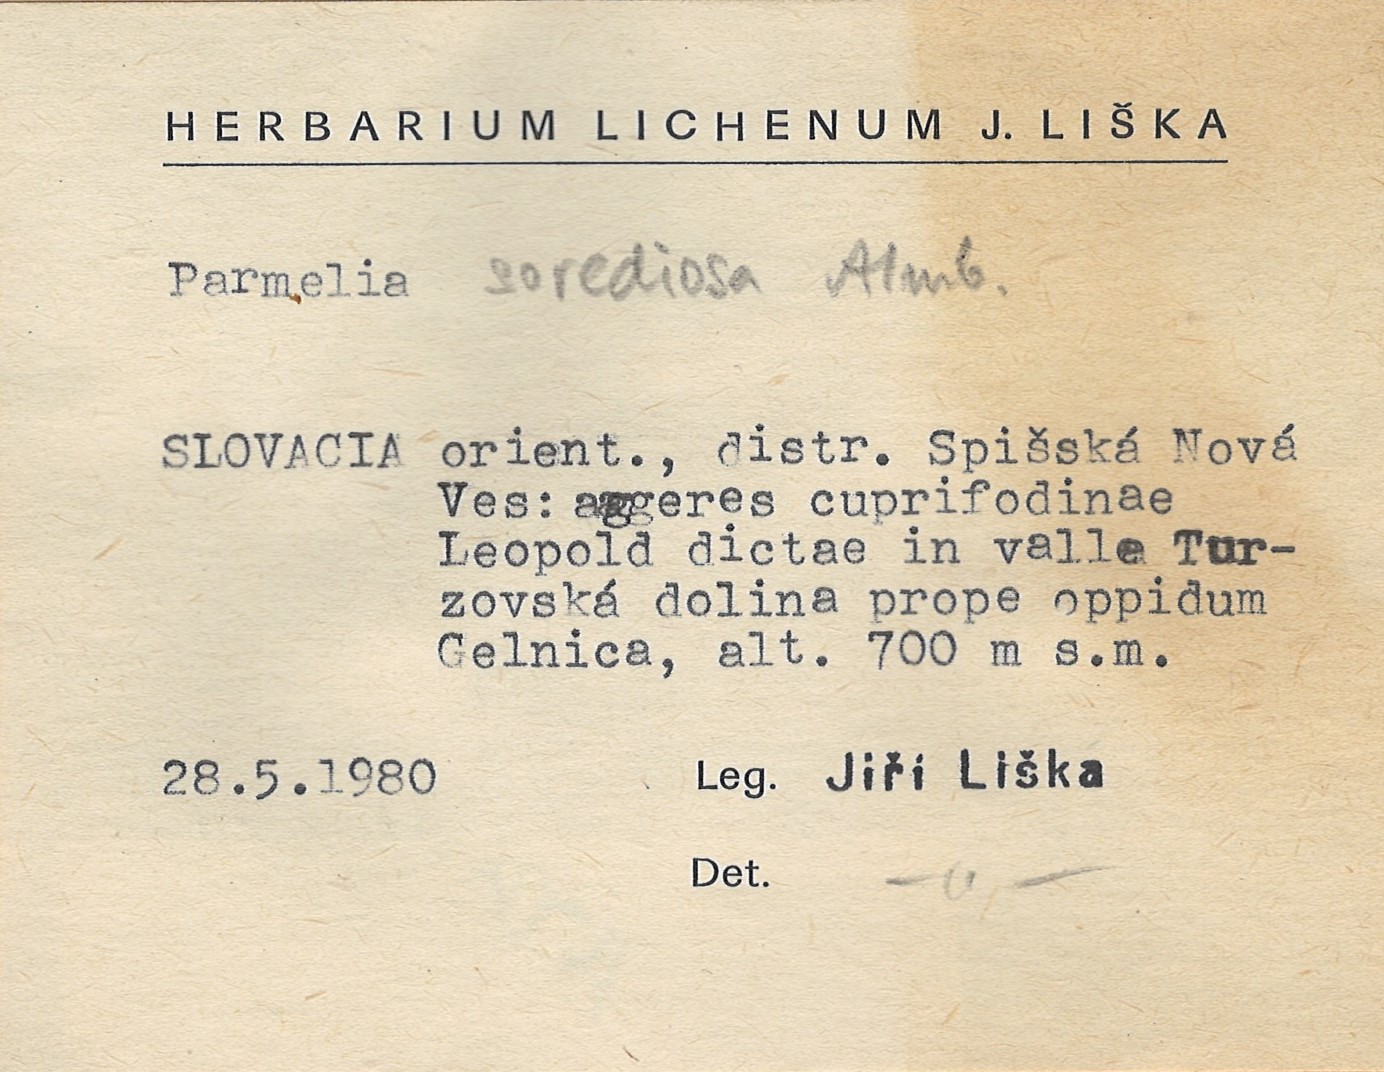 HERBARIUM LICHENUM J. LIŠKA
Parmelia sorediosa Almb.
SLOVACIA orient., distr. Spišská Nová
Ves: aggeres cuprifodinae
Leopold dictae in valle Tur-
zovská dolina prope oppidum
Gelnica, alt. 700 m s.m.
28.5.1980 Leg. Jiří Liška
Det. —„—